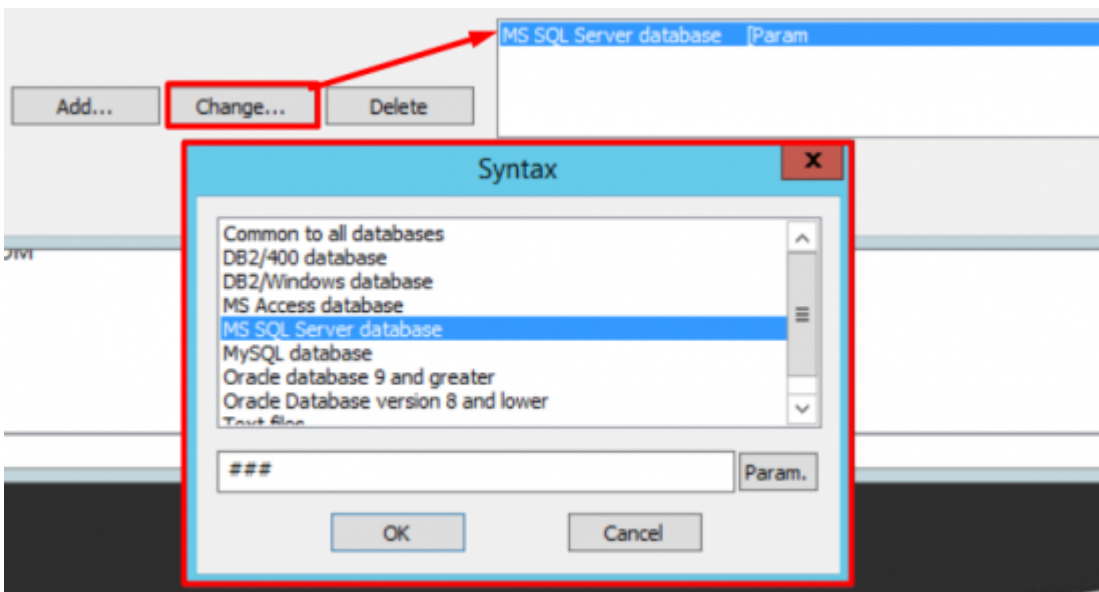 MS SQL Server database [Param
Add...
Change...
Delete
Syntax
x
Common to all databases
DB2/400 database
DB2/Windows database
MS Access database
MS SQL Server database
MySQL database
Oracle database 9 and greater
Oracle Database version 8 and lower
Text files
###
Param.
OK
Cancel